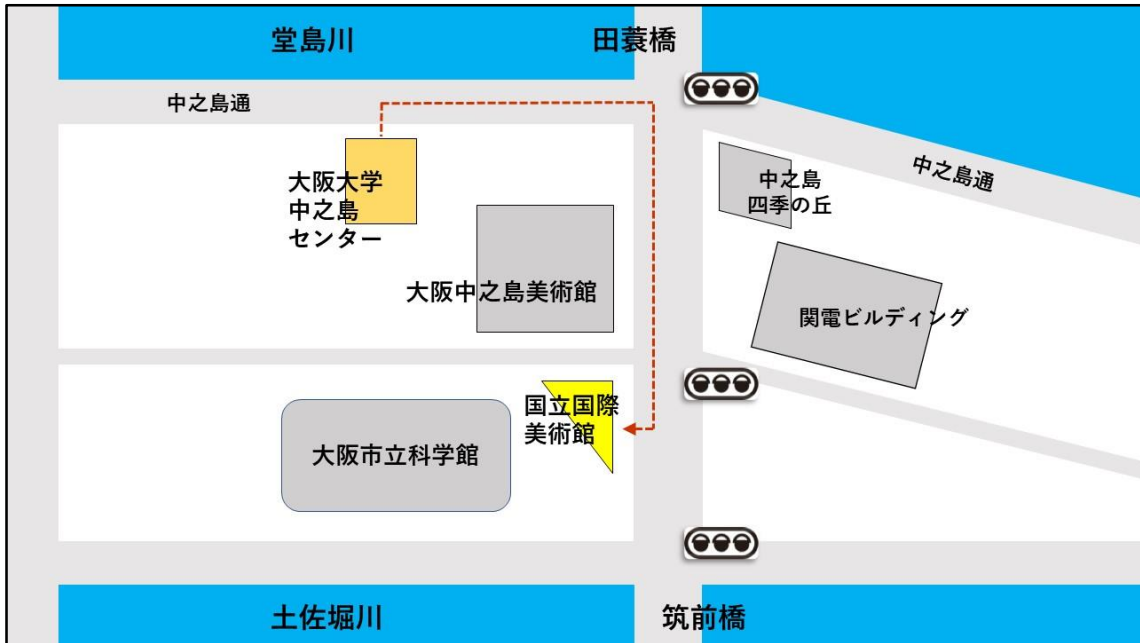 堂島川
田蓑橋
中之島通
中之島通
大阪大学
中之島
センター
中之島
四季の丘
大阪中之島美術館
関電ビルディング
国立国際
美術館
大阪市立科学館
土佐堀川
筑前橋